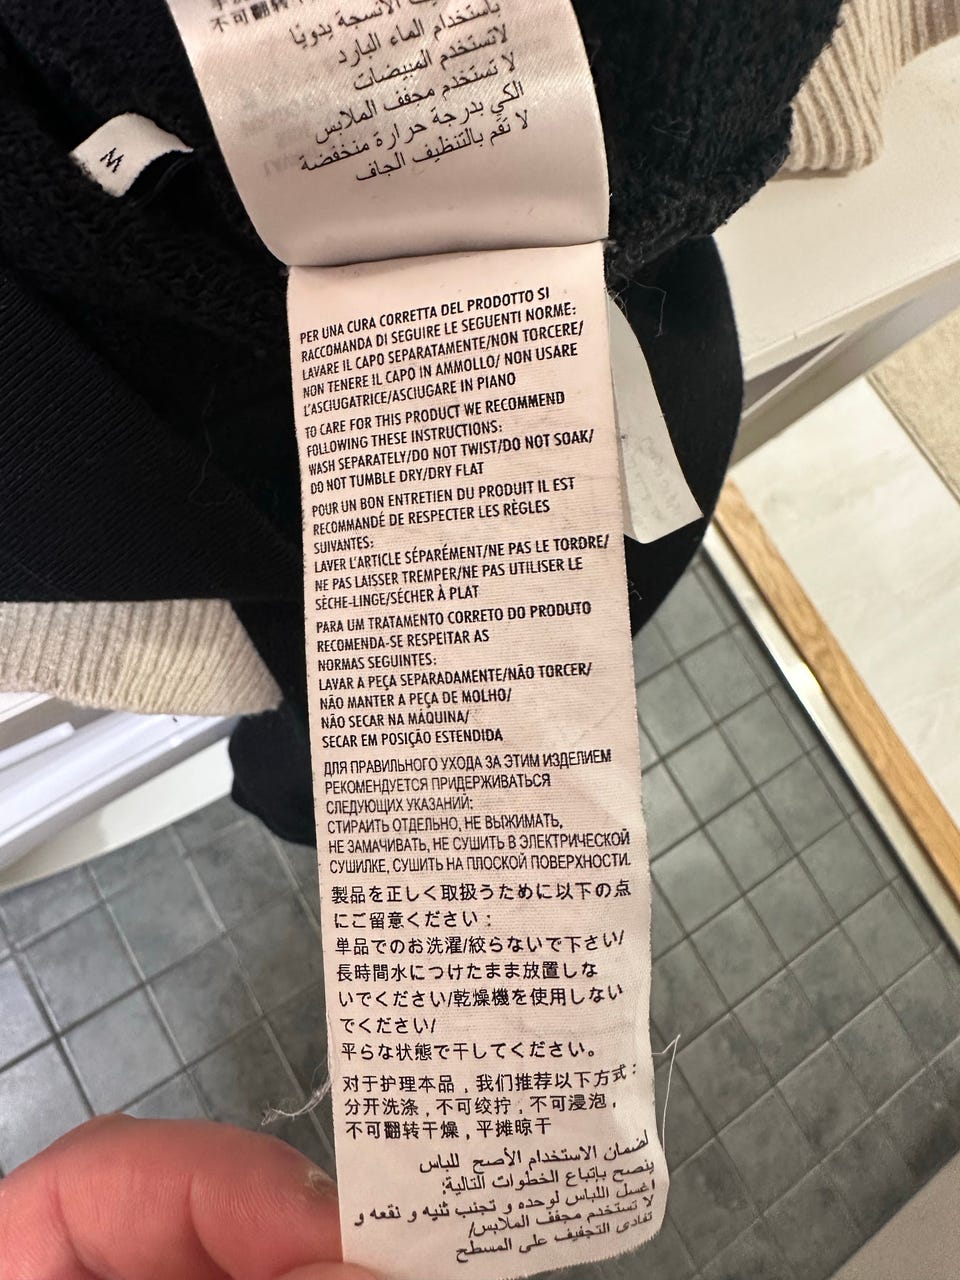 不可翻转
الأنسجة يدويًا
باستخدام الماء البارد
لاتستخدم المبيضات
لا تستخدم مجفف الملابس
الكي بدرجة حرارة منخفضة
لا تقُم بالتنظيف الجاف
M
PER UNA CURA CORRETTA DEL PRODOTTO SI
RACCOMANDA DI SEGUIRE LE SEGUENTI NORME:
LAVARE IL CAPO SEPARATAMENTE/NON TORCERE/
NON TENERE IL CAPO IN AMMOLLO/ NON USARE
L'ASCIUGATRICE/ASCIUGARE IN PIANO
TO CARE FOR THIS PRODUCT WE RECOMMEND
FOLLOWING THESE INSTRUCTIONS:
WASH SEPARATELY/DO NOT TWIST/DO NOT SOAK/
DO NOT TUMBLE DRY/DRY FLAT
POUR UN BON ENTRETIEN DU PRODUIT IL EST
RECOMMANDÉ DE RESPECTER LES RÈGLES
SUIVANTES:
LAVER L'ARTICLE SÉPARÉMENT/NE PAS LE TORDRE/
NE PAS LAISSER TREMPER/NE PAS UTILISER LE
SÈCHE-LINGE/SÉCHER À PLAT
PARA UM TRATAMENTO CORRETO DO PRODUTO
RECOMENDA-SE RESPEITAR AS
NORMAS SEGUINTES:
LAVAR A PEÇA SEPARADAMENTE/NÃO TORCER/
NÃO MANTER A PEÇA DE MOLHO/
NÃO SECAR NA MÁQUINA/
SECAR EM POSIÇÃO ESTENDIDA
ДЛЯ ПРАВИЛЬНОГО УХОДА ЗА ЭТИМ ИЗДЕЛИЕМ
РЕКОМЕНДУЕТСЯ ПРИДЕРЖИВАТЬСЯ
СЛЕДУЮЩИХ УКАЗАНИЙ:
СТИРАИТЬ ОТДЕЛЬНО, НЕ ВЫЖИМАТЬ,
НЕ ЗАМАЧИВАТЬ, НЕ СУШИТЬ В ЭЛЕКТРИЧЕСКОЙ
СУШИЛКЕ, СУШИТЬ НА ПЛОСКОЙ ПОВЕРХНОСТИ.
製品を正しく取扱うために以下の点
にご留意ください：
単品でのお洗濯/絞らないで下さい/
長時間水につけたまま放置しな
いでください/乾燥機を使用しない
でください/
平らな状態で干してください。
对于护理本品，我们推荐以下方式：
分开洗涤，不可绞拧，不可浸泡，
不可翻转干燥，平摊晾干
لضمان الاستخدام الأصح للباس
ينصح بإتباع الخطوات التالية:
اغسل اللباس لوحده و تجنب ثنيه و نقعه و
لا تستخدم مجفف الملابس/
تفادى التجفيف على المسطح